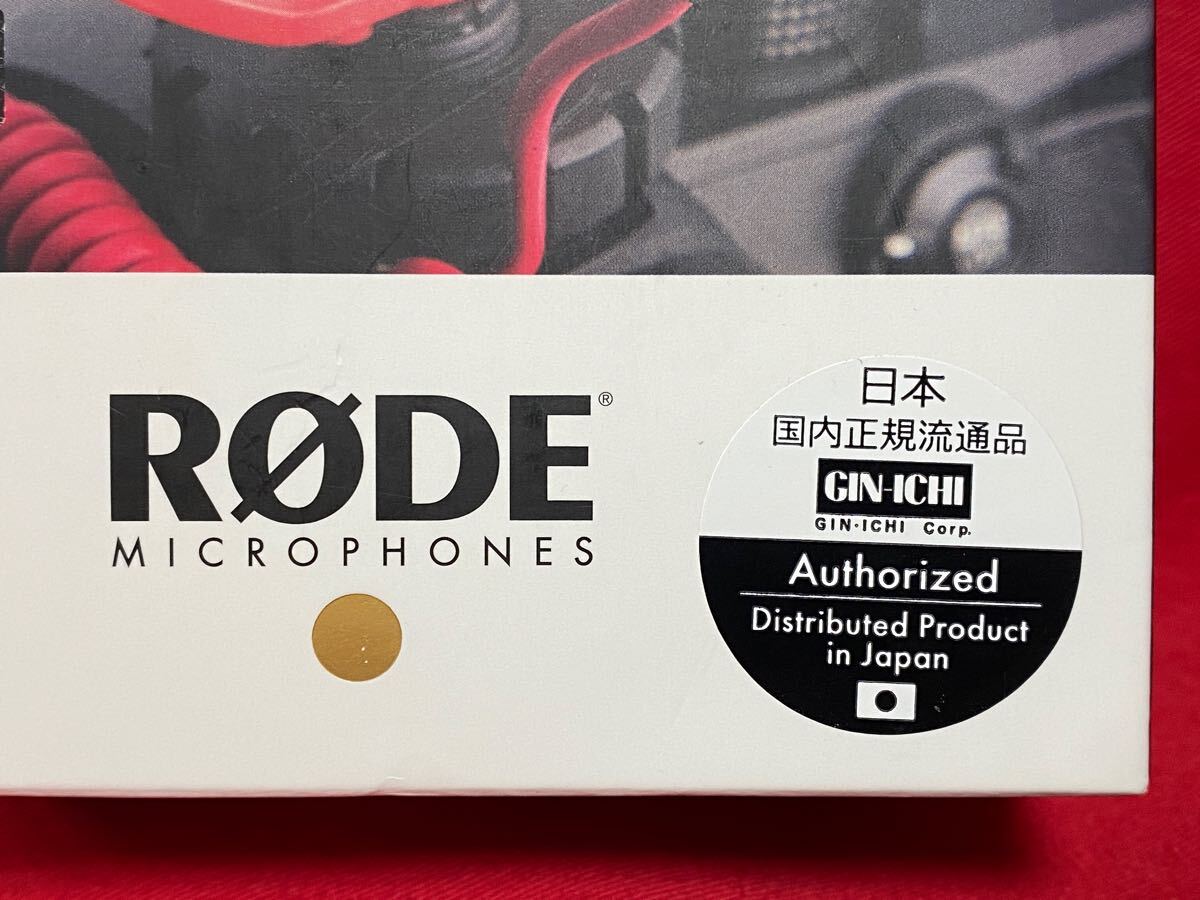 RØDE®
MICROPHONES
日本
国内正規流通品
GIN-ICHI
GIN·ICHI Corp.
Authorized
Distributed Product
in Japan